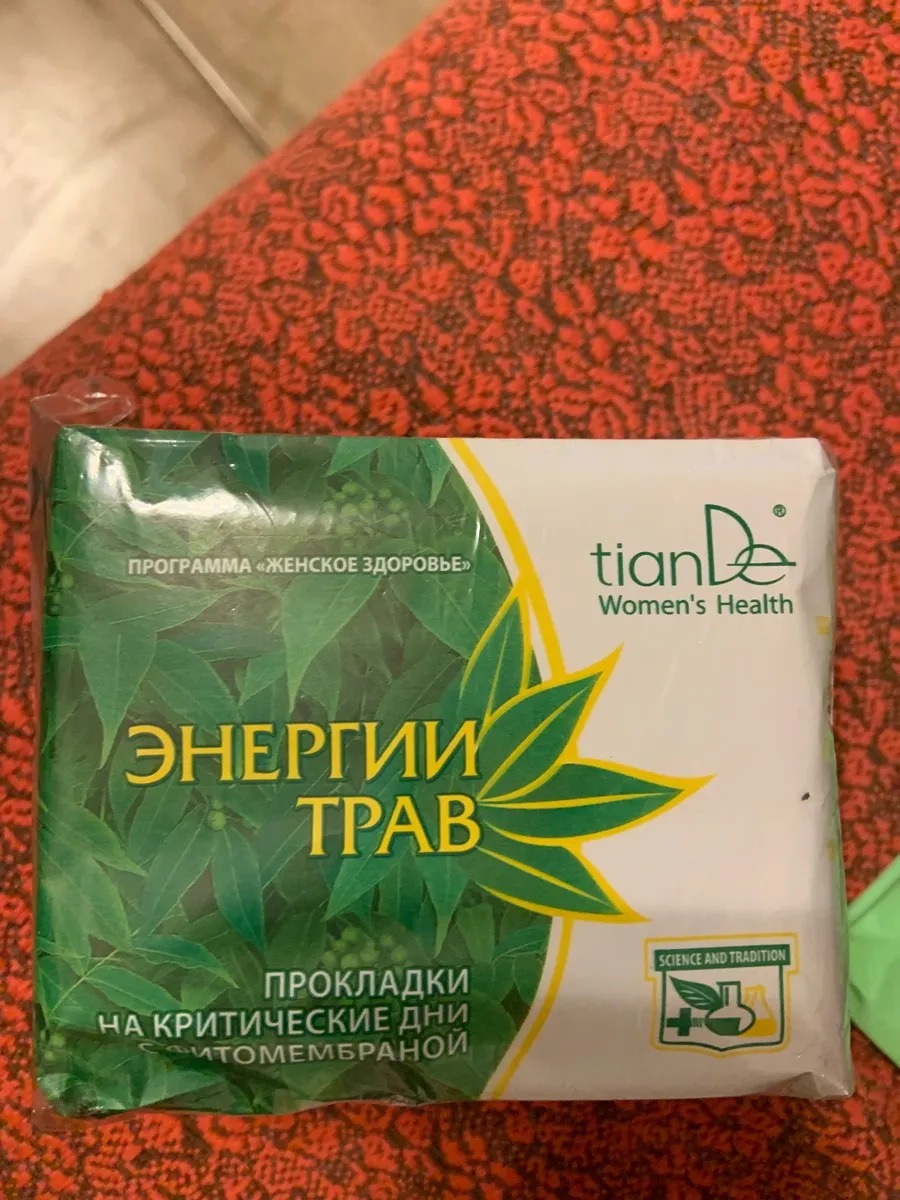 ПРОГРАММА «ЖЕНСКОЕ ЗДОРОВЬЕ»
tianDe®
Women's Health
ЭНЕРГИИ
ТРАВ
ПРОКЛАДКИ
НА КРИТИЧЕСКИЕ ДНИ
С ФИТОМЕМБРАНОЙ
SCIENCE AND TRADITION